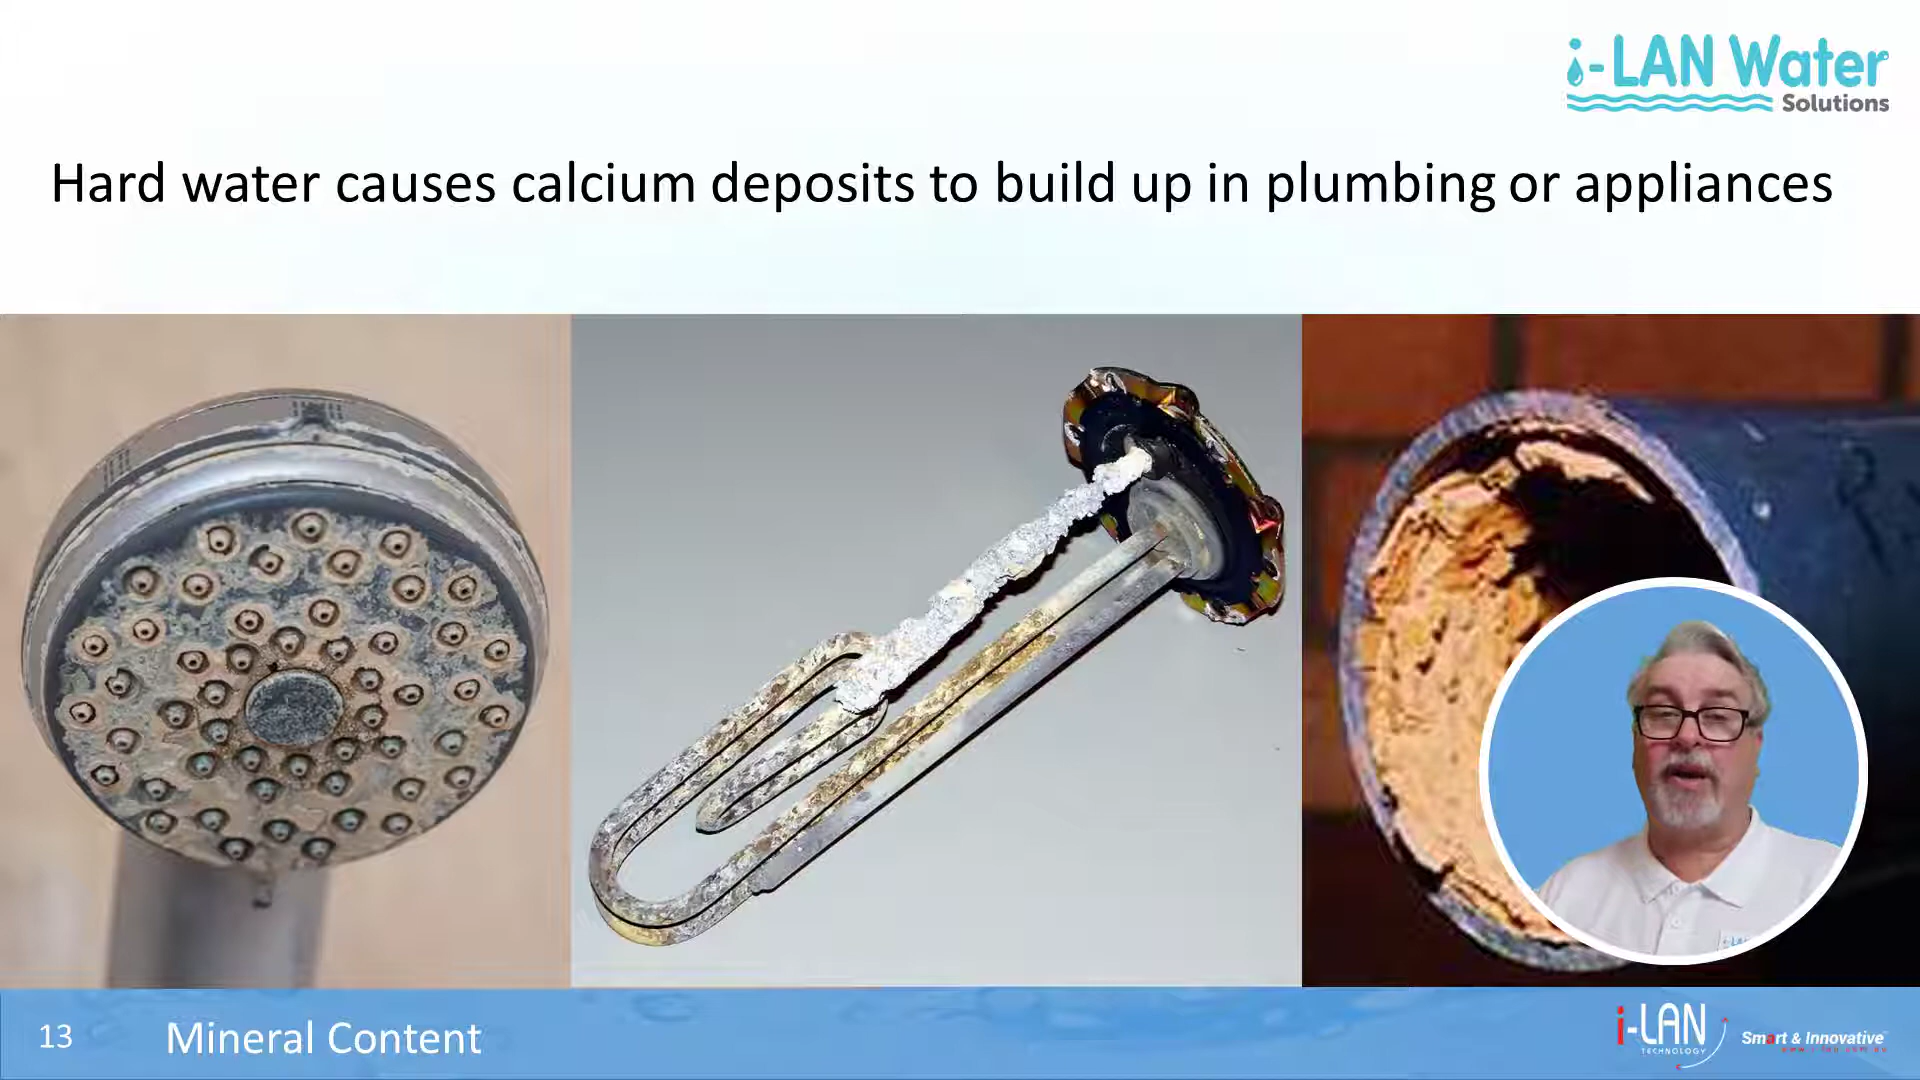 i-LAN Water
Solutions
Hard water causes calcium deposits to build up in plumbing or appliances
13
Mineral Content
i-LAN
TECHNOLOGY
Smart & Innovative